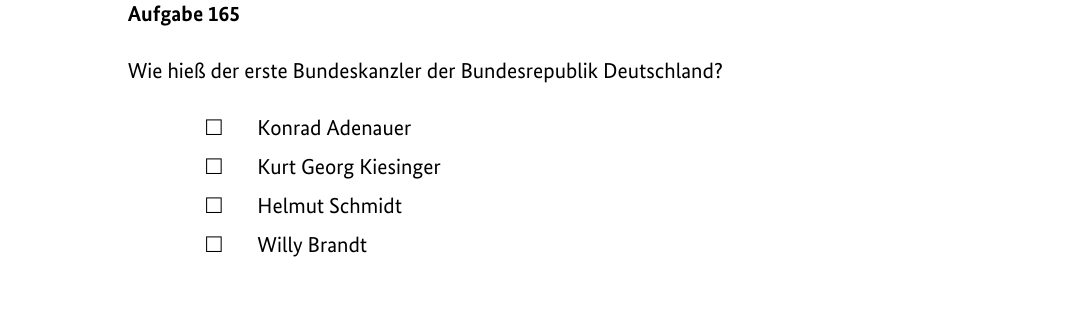 Aufgabe 165
Wie hieß der erste Bundeskanzler der Bundesrepublik Deutschland?
☐ Konrad Adenauer
☐ Kurt Georg Kiesinger
☐ Helmut Schmidt
☐ Willy Brandt